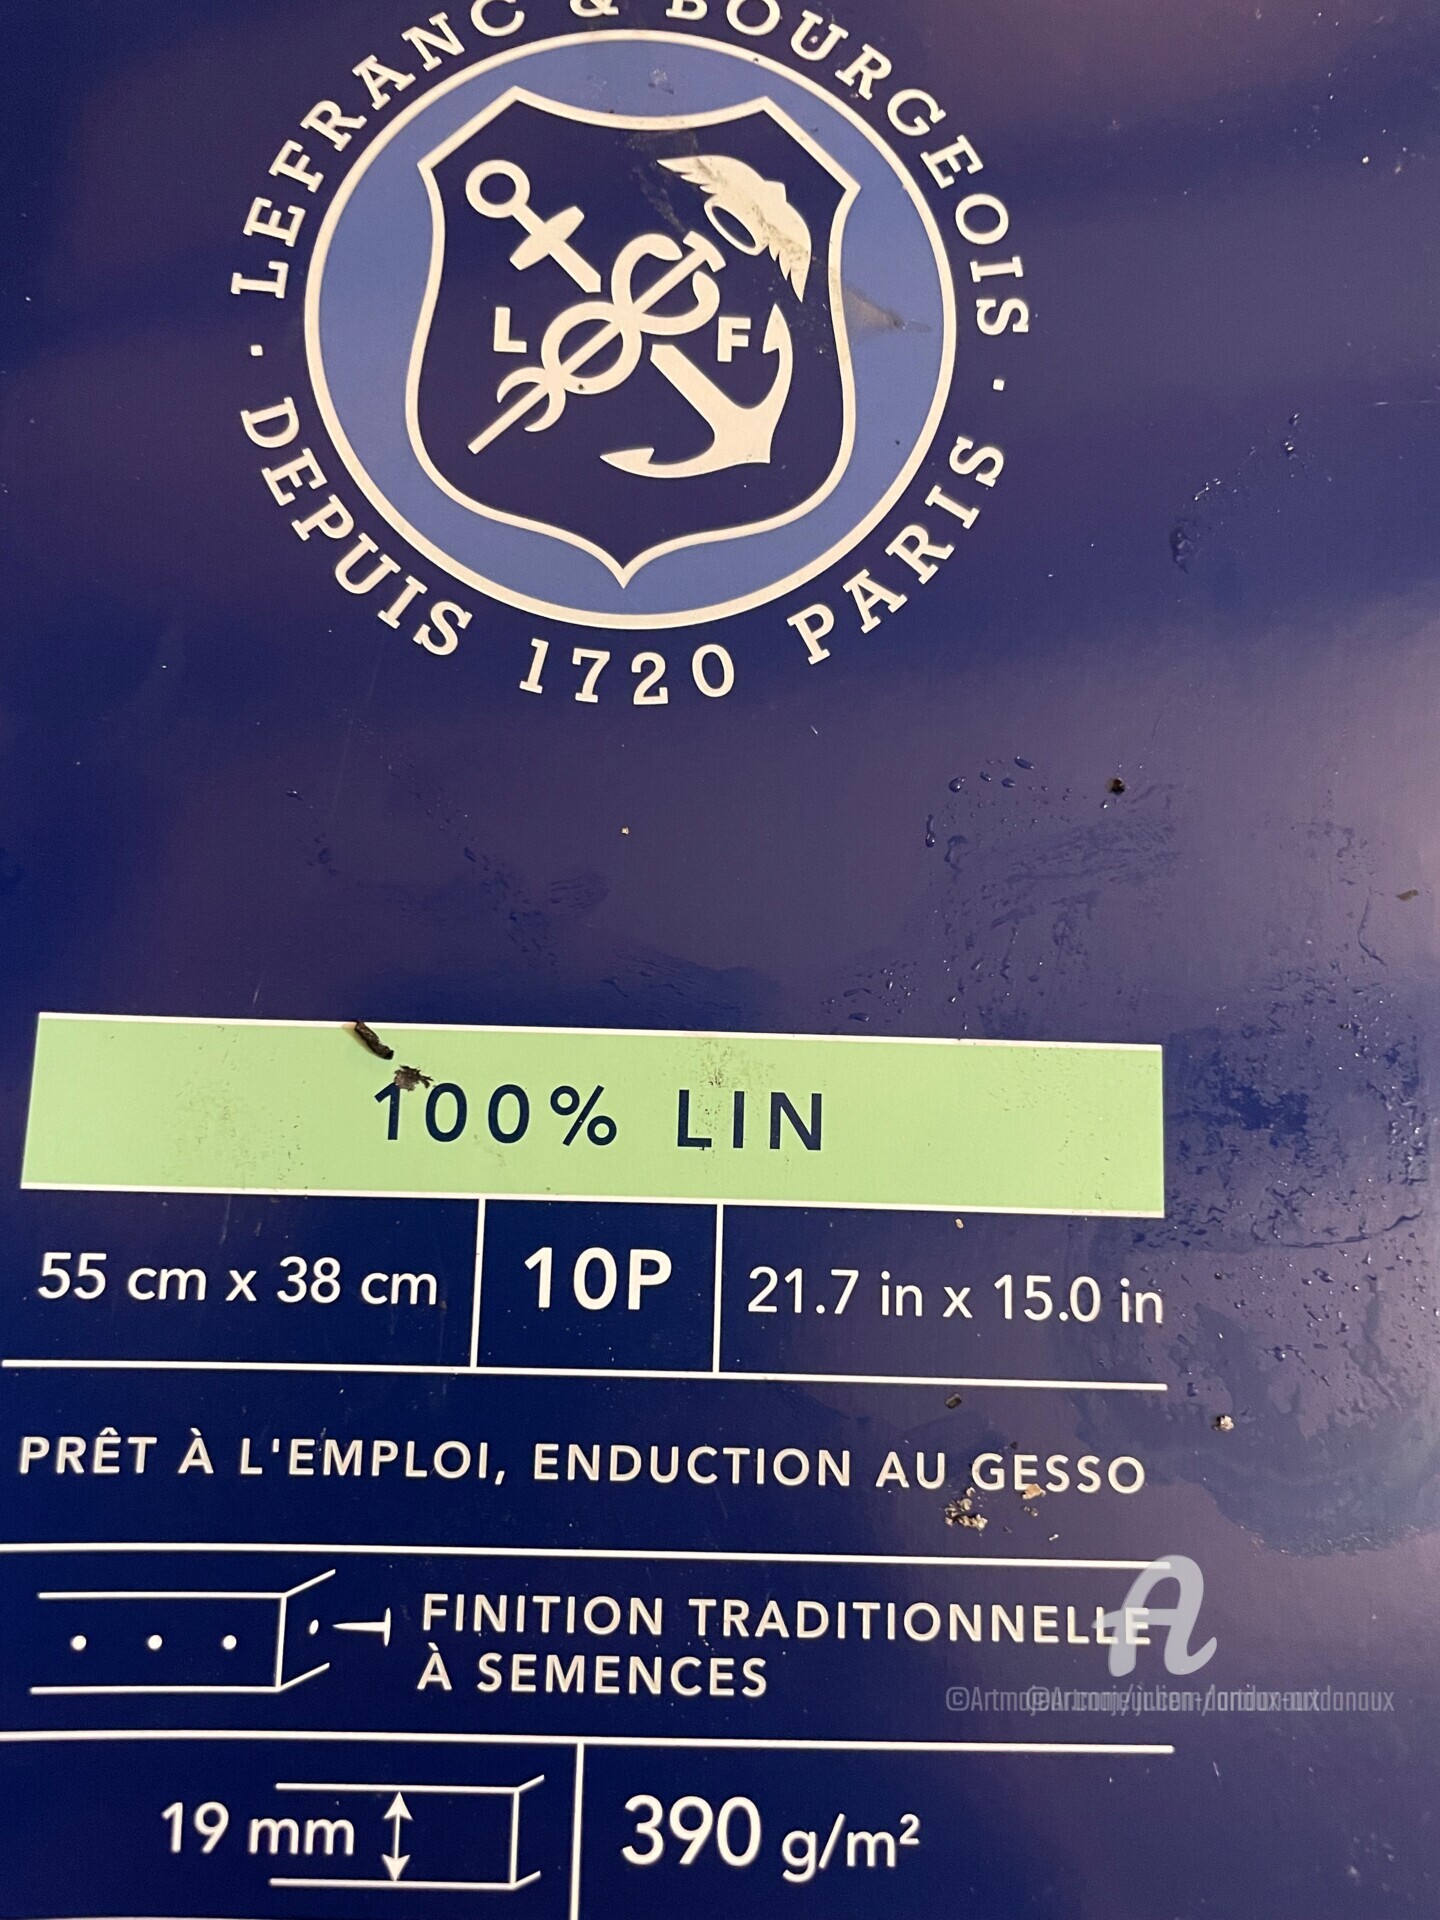 LEFRANC & BOURGEOIS
· DEPUIS 1720 PARIS ·
L F
100% LIN
55 cm x 38 cm
10P
21.7 in x 15.0 in
PRÊT À L'EMPLOI, ENDUCTION AU GESSO
FINITION TRADITIONNELLE
À SEMENCES
A
19 mm
390 g/m²